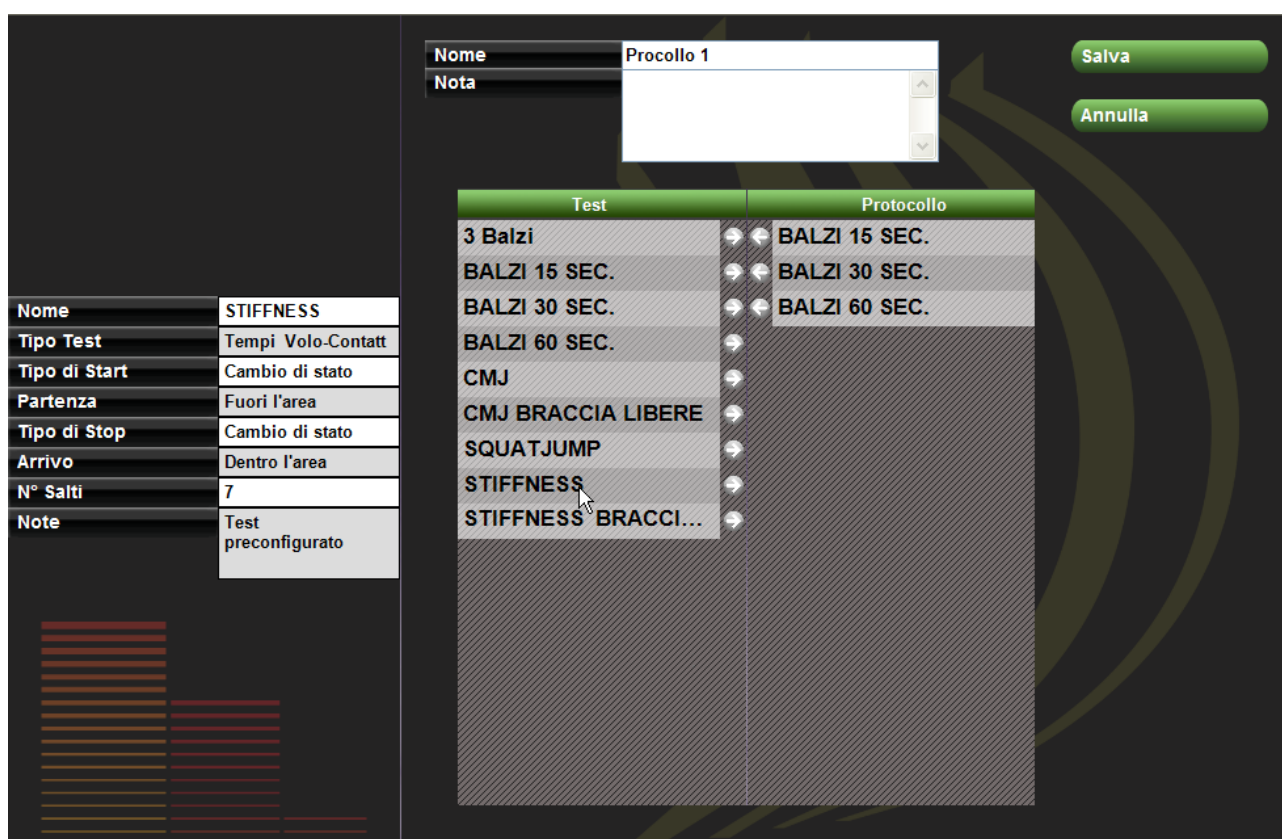 Nome Procollo 1
Nota
Salva
Annulla
Test Protocollo
3 Balzi BALZI 15 SEC.
BALZI 15 SEC. BALZI 30 SEC.
BALZI 30 SEC. BALZI 60 SEC.
BALZI 60 SEC.
CMJ
CMJ BRACCIA LIBERE
SQUATJUMP
STIFFNESS
STIFFNESS BRACCI...
Nome STIFFNESS
Tipo Test Tempi Volo-Contatt
Tipo di Start Cambio di stato
Partenza Fuori l'area
Tipo di Stop Cambio di stato
Arrivo Dentro l'area
N° Salti 7
Note Test
preconfigurato